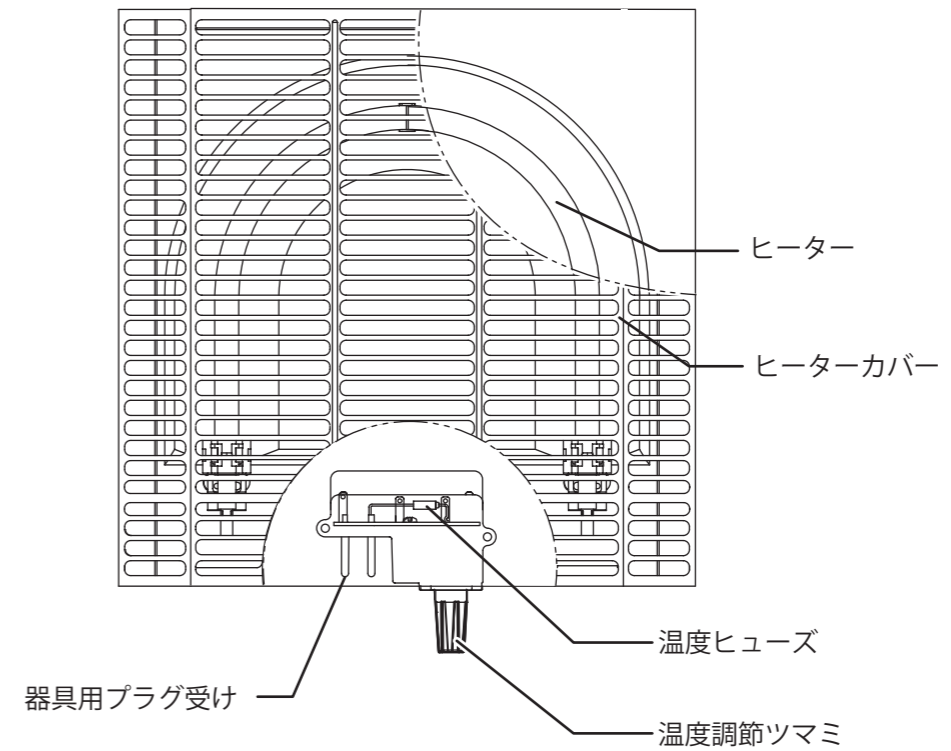 ヒーター
ヒーターカバー
温度ヒューズ
器具用プラグ受け
温度調節ツマミ